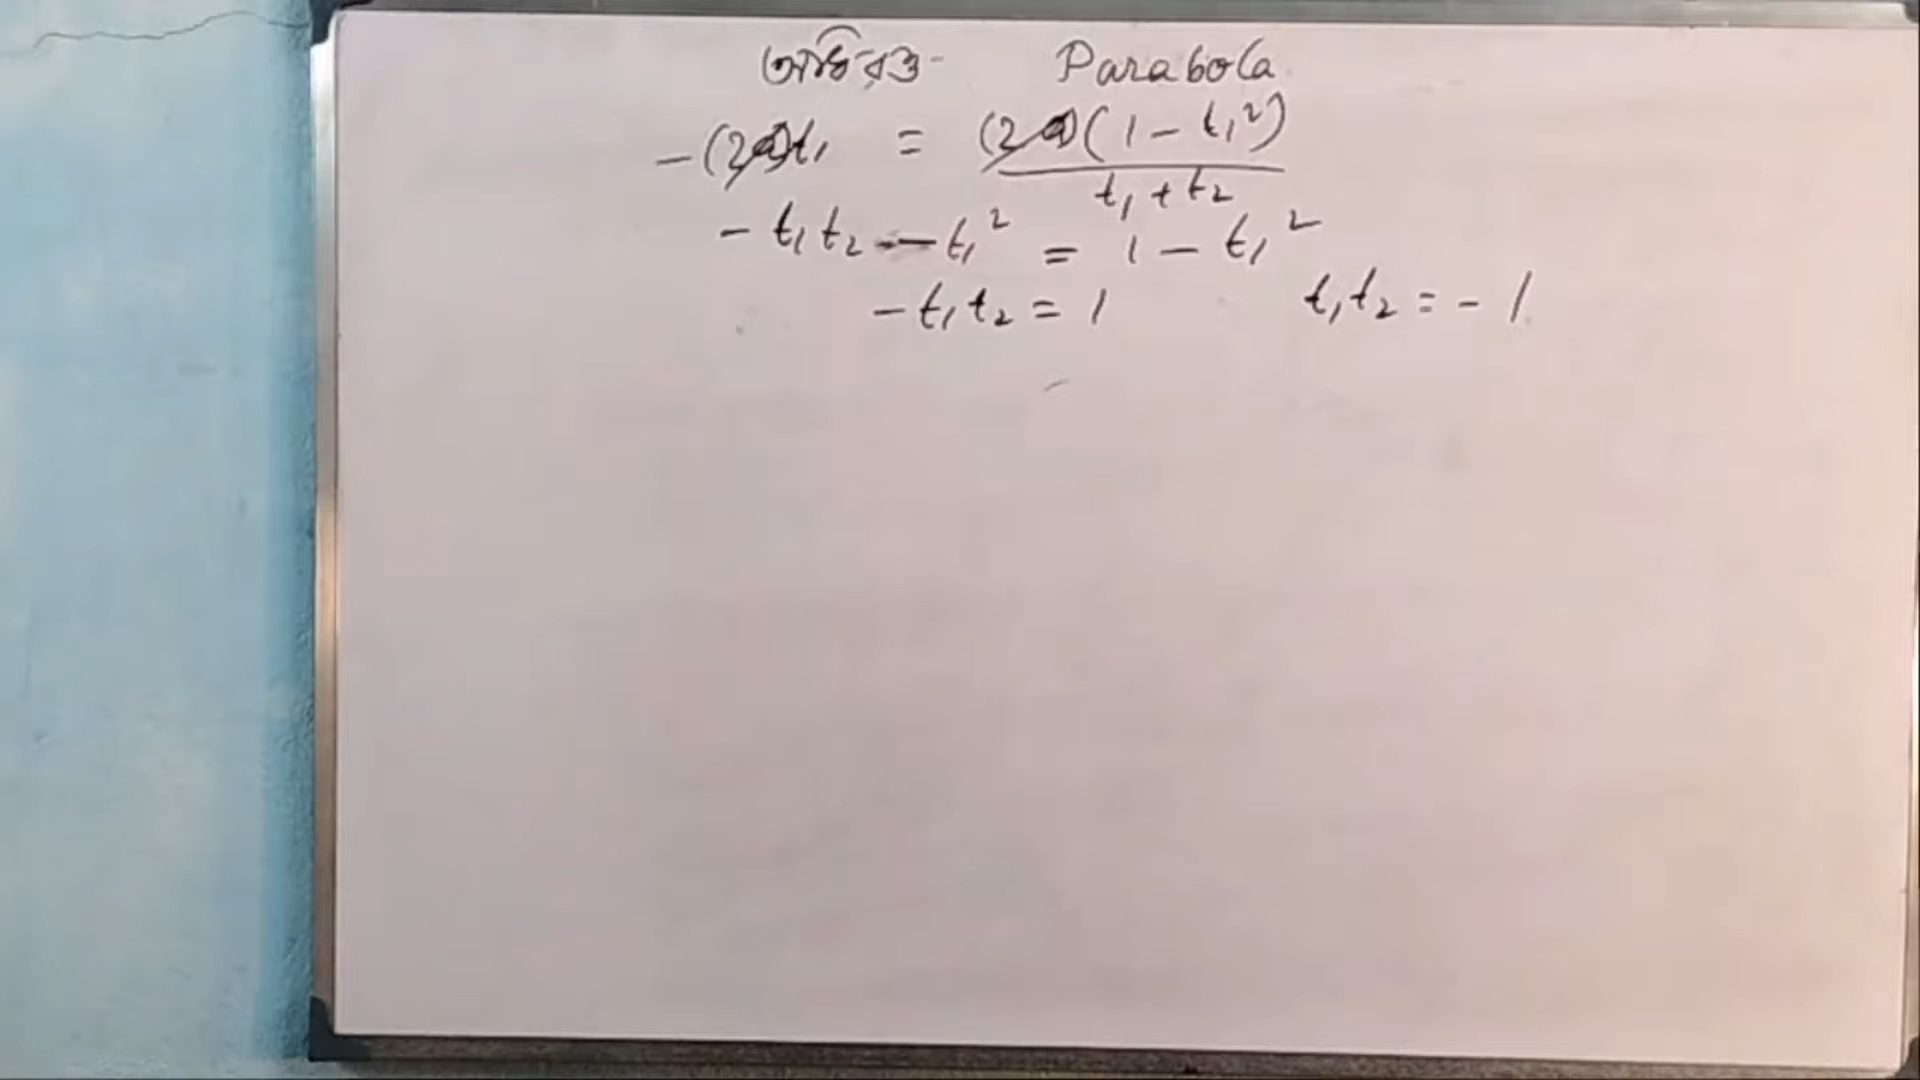 অধিবৃত্ত- Parabola
-(2a)t₁ = (2a)(1 - t₁²)
t₁ + t₂
- t₁t₂ - t₁² = 1 - t₁²
- t₁t₂ = 1 t₁t₂ = - 1